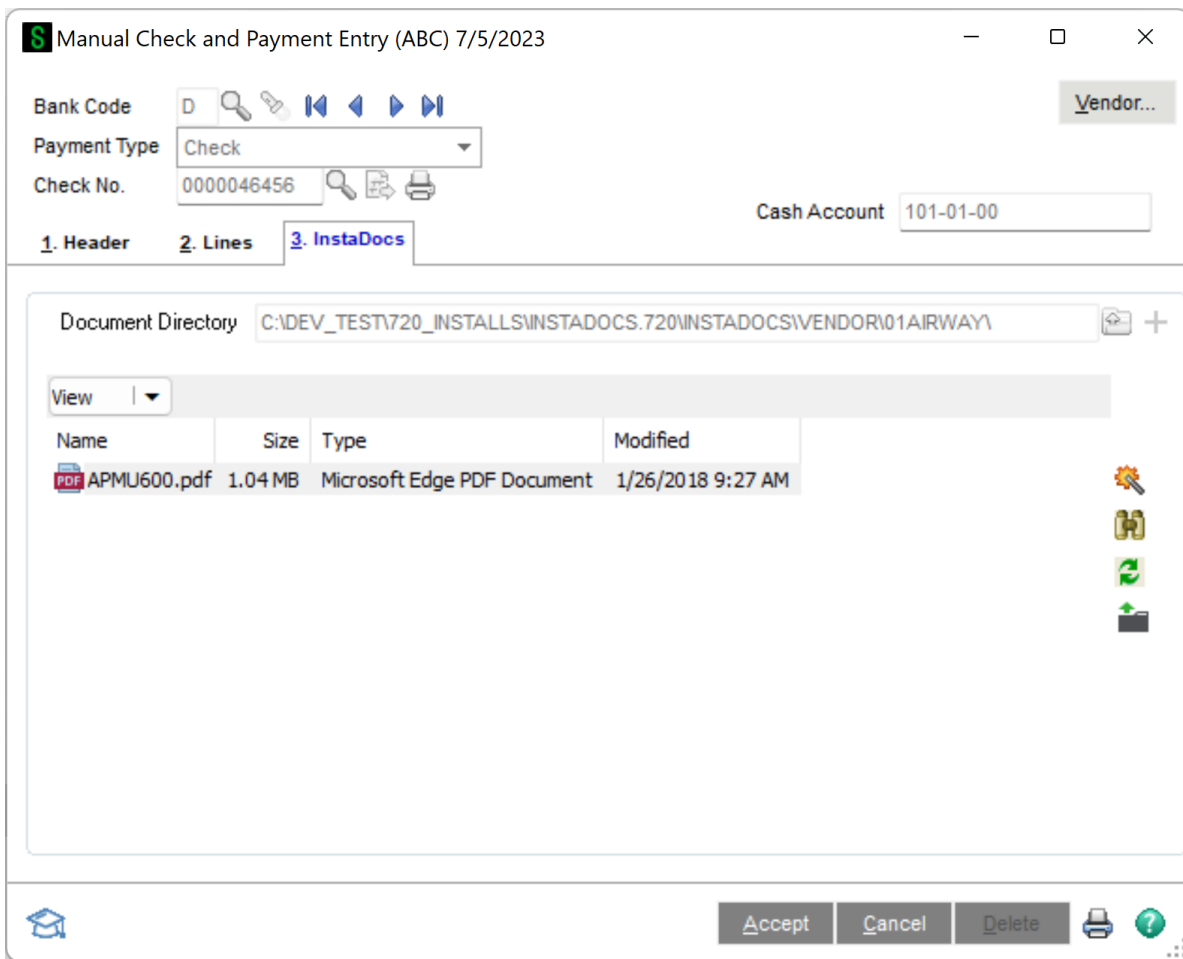 S Manual Check and Payment Entry (ABC) 7/5/2023
Bank Code D
Vendor...
Payment Type Check
Check No. 0000046456
Cash Account 101-01-00
1. Header 2. Lines 3. InstaDocs
Document Directory C:\DEV_TEST\720_INSTALLS\INSTADOCS.720\INSTADOCS\VENDOR\01AIRWAY\
View
Name Size Type Modified
PDF APMU600.pdf 1.04 MB Microsoft Edge PDF Document 1/26/2018 9:27 AM
Accept Cancel Delete ?